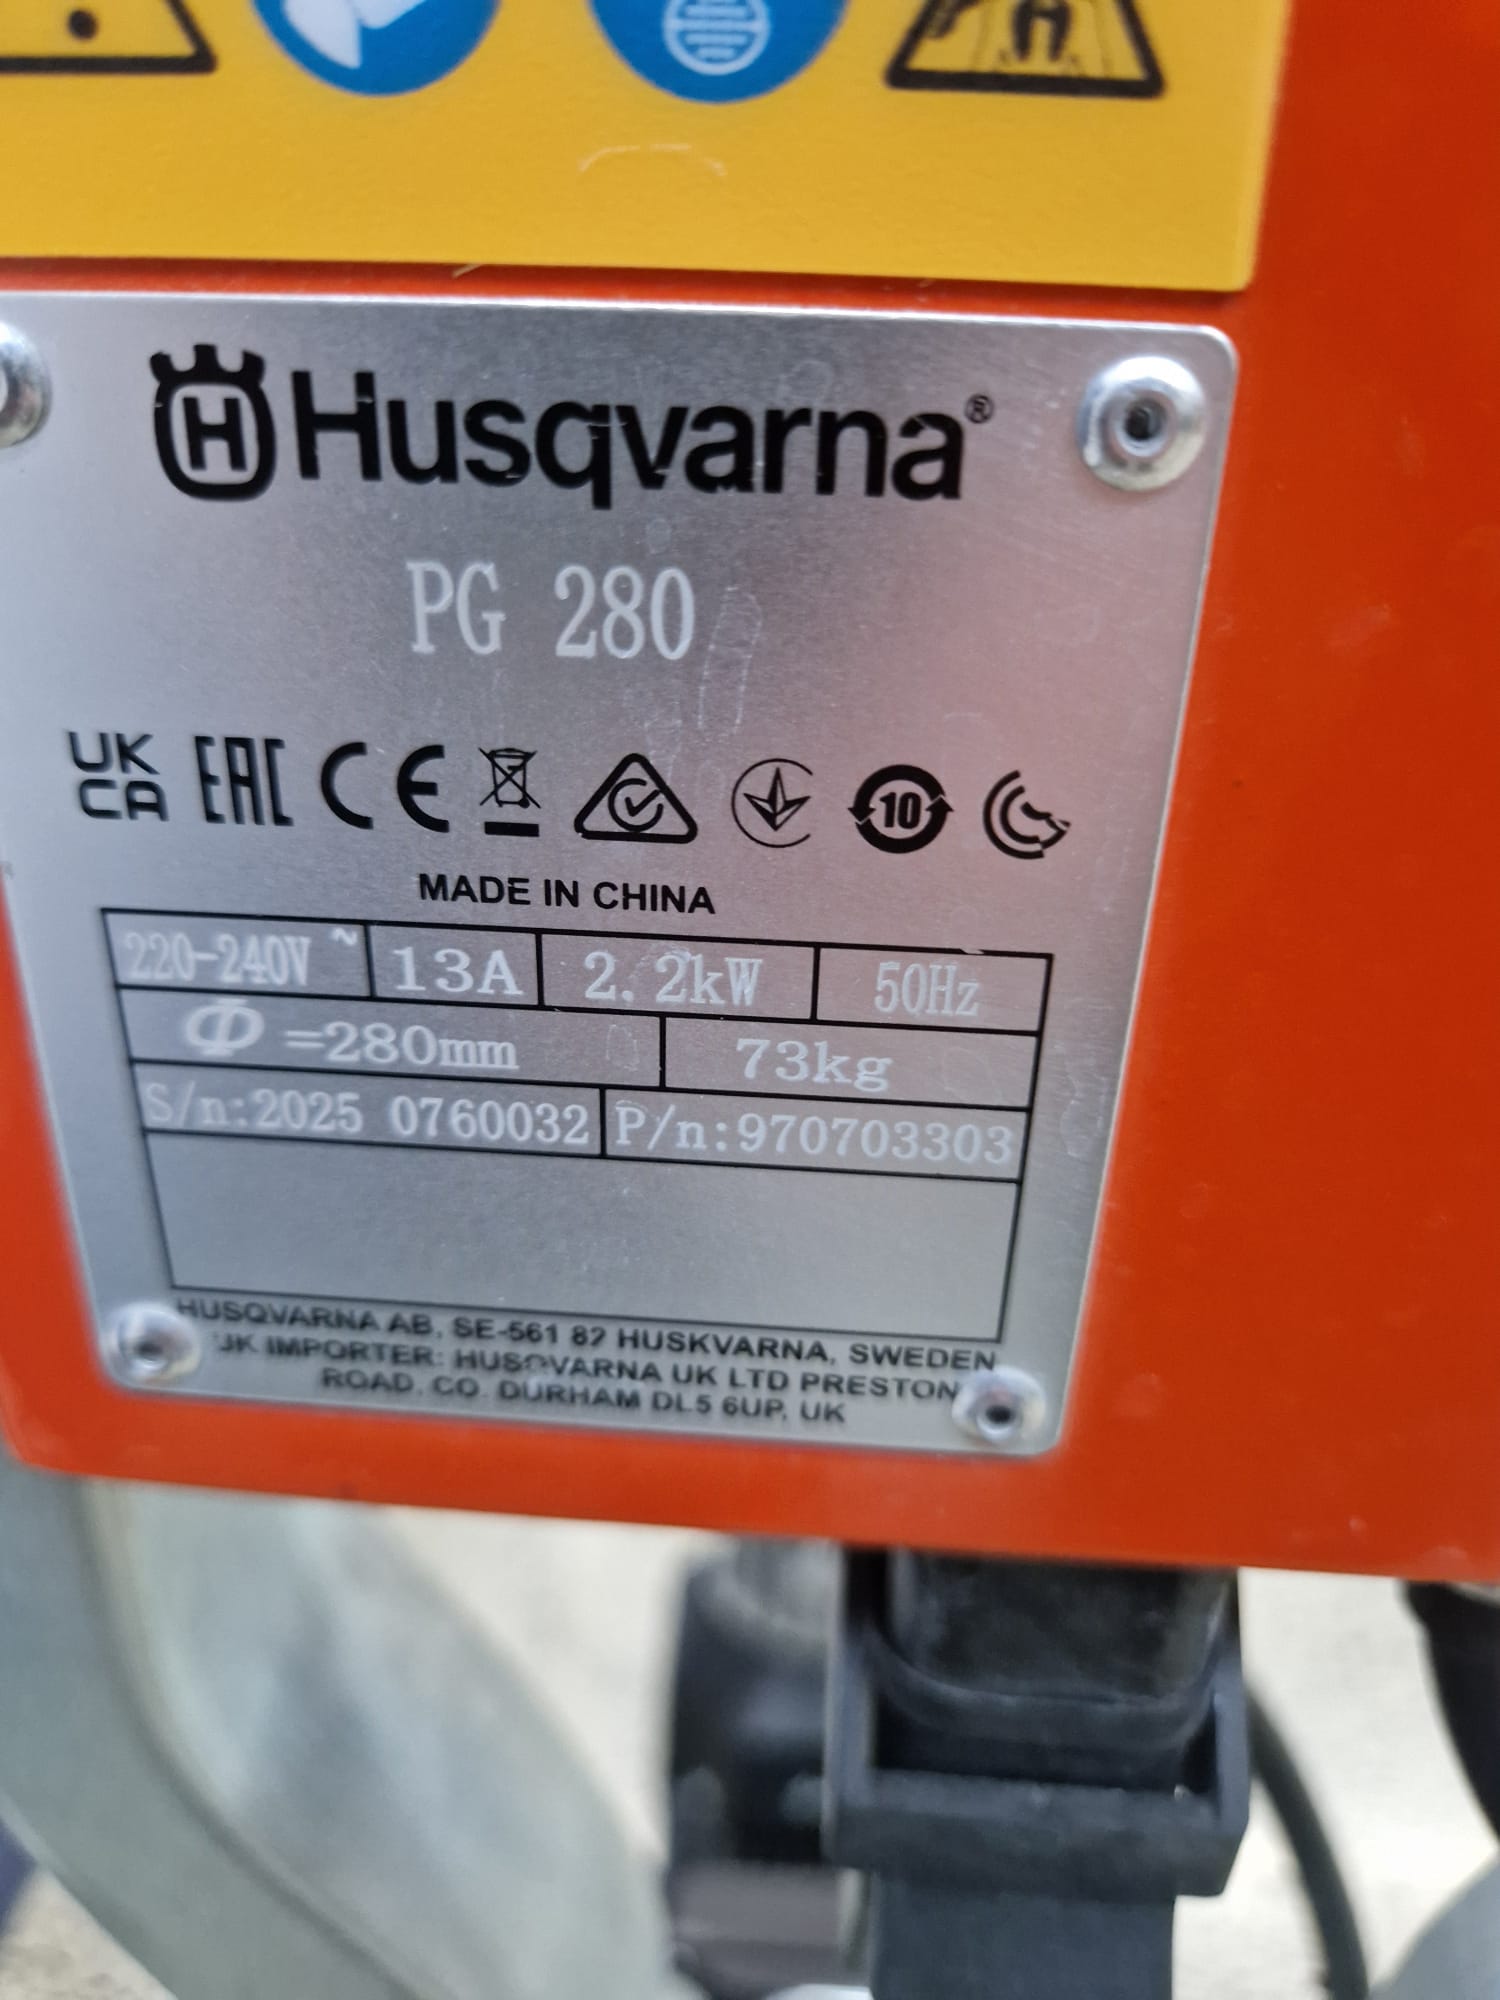 Husqvarna®
PG 280
UK
CA EAC CE 10
MADE IN CHINA
220-240V ~ 13A 2.2kW 50Hz
Φ =280mm 73kg
S/n:2025 0760032 P/n:970703303
HUSQVARNA AB, SE-561 82 HUSKVARNA, SWEDEN
UK IMPORTER: HUSQVARNA UK LTD PRESTON
ROAD, CO. DURHAM DL5 6UP, UK